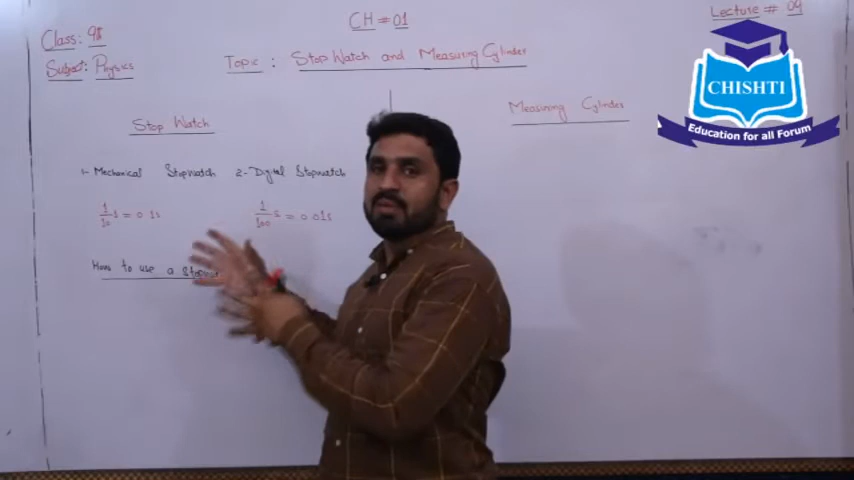 Class: 9th
CH = 01
Lecture # 09
Subject: Physics
Topic : Stop Watch and Measuring Cylinder
CHISHTI
Education for all Forum
Stop Watch
Measuring Cylinder
1- Mechanical Stopwatch 2- Digital Stopwatch
1/10 s = 0.1s 1/100 s = 0.01s
How to use a